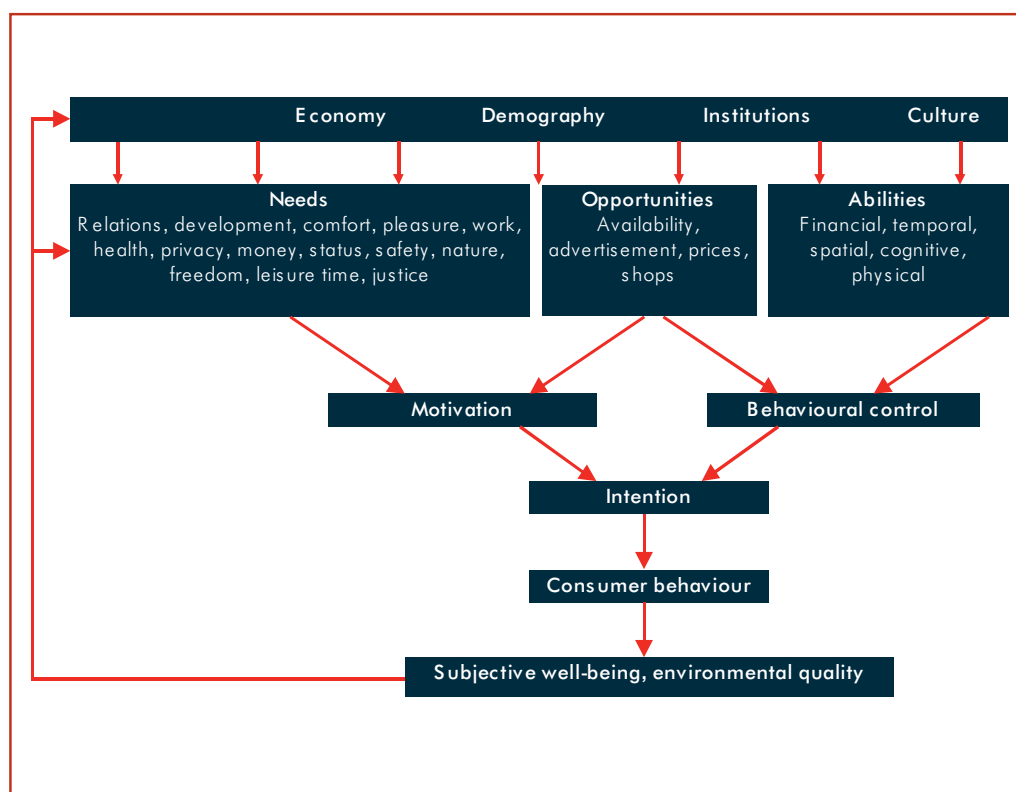 Economy Demography Institutions Culture
Needs
Relations, development, comfort, pleasure, work,
health, privacy, money, status, safety, nature,
freedom, leisure time, justice
Opportunities
Availability,
advertisement, prices,
shops
Abilities
Financial, temporal,
spatial, cognitive,
physical
Motivation
Behavioural control
Intention
Consumer behaviour
Subjective well-being, environmental quality